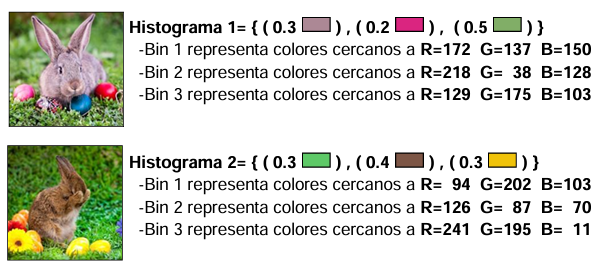 Histograma 1= { ( 0.3 ) , ( 0.2 ) , ( 0.5 ) ) }
-Bin 1 representa colores cercanos a R=172 G=137 B=150
-Bin 2 representa colores cercanos a R=218 G= 38 B=128
-Bin 3 representa colores cercanos a R=129 G=175 B=103
Histograma 2= { ( 0.3 ) , ( 0.4 ) , ( 0.3 ) ) }
-Bin 1 representa colores cercanos a R= 94 G=202 B=103
-Bin 2 representa colores cercanos a R=126 G= 87 B= 70
-Bin 3 representa colores cercanos a R=241 G=195 B= 11